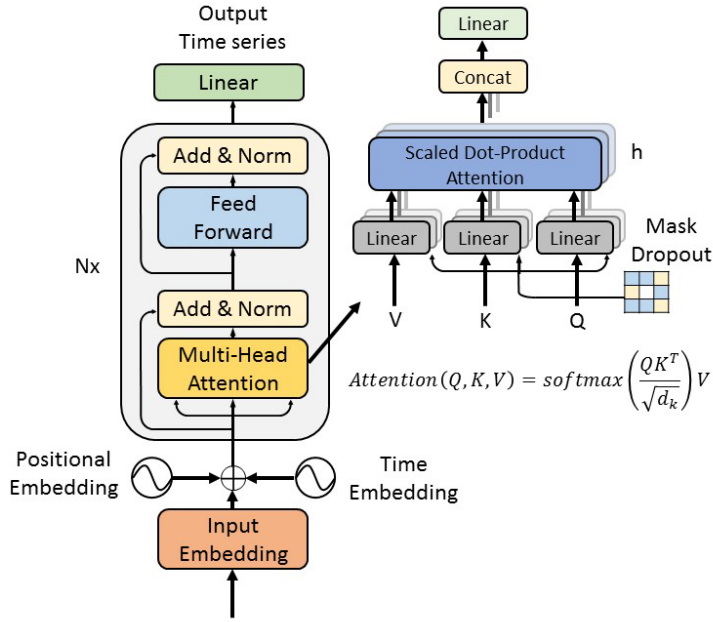 Output
Time series
Linear
Add & Norm
Feed
Forward
Nx
Add & Norm
Multi-Head
Attention
Positional
Embedding
Time
Embedding
Input
Embedding
Linear
Concat
Scaled Dot-Product
Attention
h
Linear
Linear
Linear
Mask
Dropout
V
K
Q
Attention(Q, K, V) = softmax(QK^T / √d_k) V